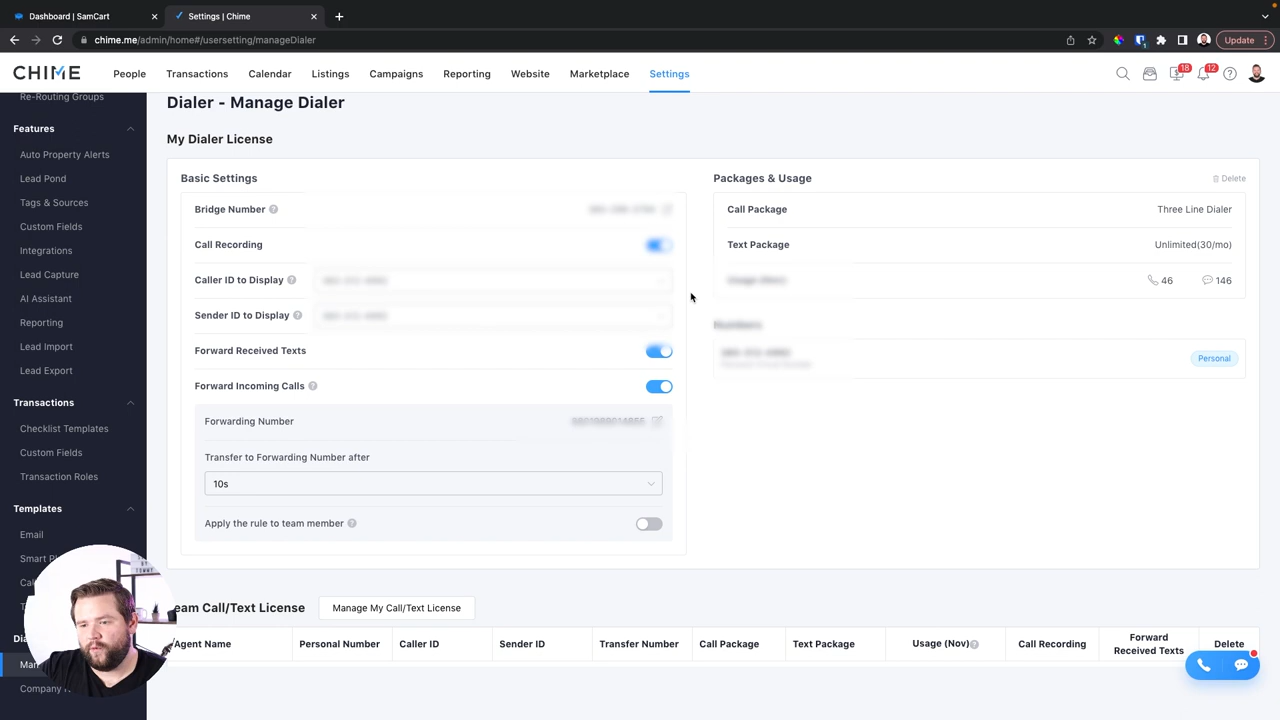 Dashboard | SamCart
Settings | Chime
chime.me/admin/home#/usersetting/manageDialer
Update
CHIME
People
Transactions
Calendar
Listings
Campaigns
Reporting
Website
Marketplace
Settings
18
12
Re-Routing Groups
Features
Auto Property Alerts
Lead Pond
Tags & Sources
Custom Fields
Integrations
Lead Capture
AI Assistant
Reporting
Lead Import
Lead Export
Transactions
Checklist Templates
Custom Fields
Transaction Roles
Templates
Email
Smart
Company
Dialer - Manage Dialer
My Dialer License
Basic Settings
Bridge Number
Call Recording
Caller ID to Display
Sender ID to Display
Forward Received Texts
Forward Incoming Calls
Forwarding Number
Transfer to Forwarding Number after
10s
Apply the rule to team member
Packages & Usage
Delete
Call Package
Three Line Dialer
Text Package
Unlimited(30/mo)
46
146
Personal
eam Call/Text License
Manage My Call/Text License
Agent Name
Personal Number
Caller ID
Sender ID
Transfer Number
Call Package
Text Package
Usage (Nov)
Call Recording
Forward
Received Texts
Delete